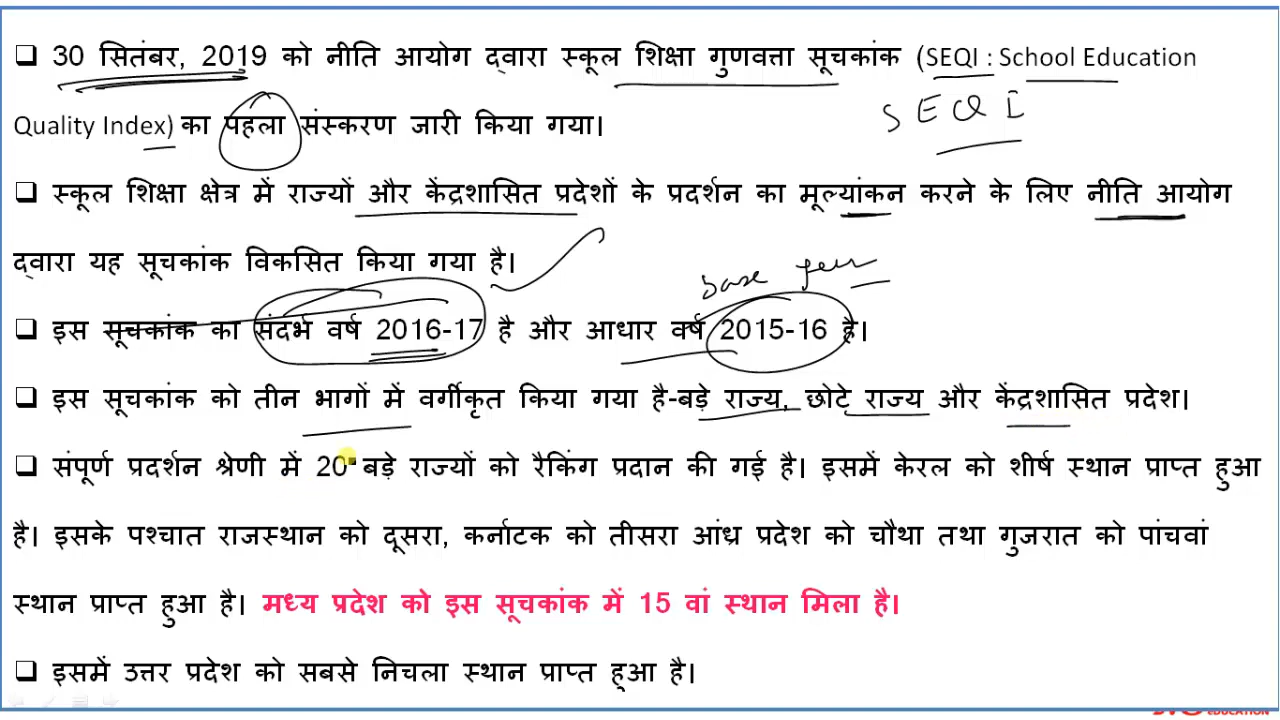 ❑ 30 सितंबर, 2019 को नीति आयोग द्वारा स्कूल शिक्षा गुणवत्ता सूचकांक (SEQI : School Education
Quality Index) का पहला संस्करण जारी किया गया।
SEQI
❑ स्कूल शिक्षा क्षेत्र में राज्यों और केंद्रशासित प्रदेशों के प्रदर्शन का मूल्यांकन करने के लिए नीति आयोग
द्वारा यह सूचकांक विकसित किया गया है।
base year
❑ इस सूचकांक का संदर्भ वर्ष 2016-17 है और आधार वर्ष 2015-16 है।
❑ इस सूचकांक को तीन भागों में वर्गीकृत किया गया है-बड़े राज्य, छोटे राज्य और केंद्रशासित प्रदेश।
❑ संपूर्ण प्रदर्शन श्रेणी में 20 बड़े राज्यों को रैकिंग प्रदान की गई है। इसमें केरल को शीर्ष स्थान प्राप्त हुआ
है। इसके पश्चात राजस्थान को दूसरा, कर्नाटक को तीसरा आंध्र प्रदेश को चौथा तथा गुजरात को पांचवां
स्थान प्राप्त हुआ है। मध्य प्रदेश को इस सूचकांक में 15 वां स्थान मिला है।
❑ इसमें उत्तर प्रदेश को सबसे निचला स्थान प्राप्त हुआ है।
EDUCATION